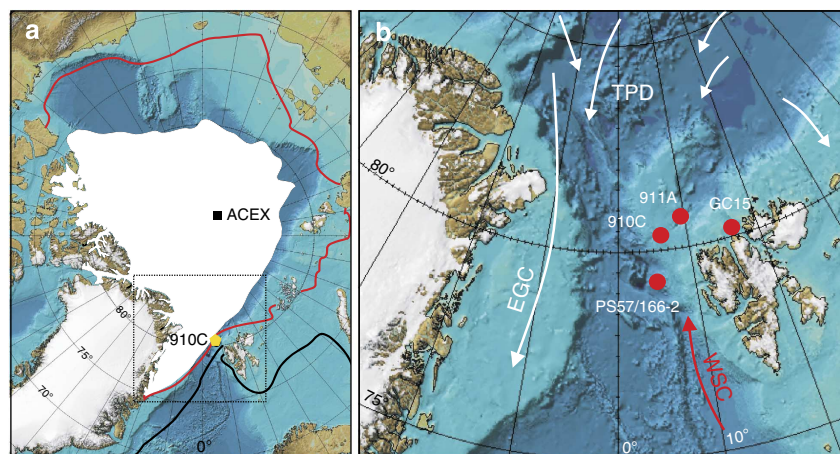 a
ACEX
910C
80°
75°
70°
0°
b
TPD
80°
911A
GC15
910C
EGC
PS57/166-2
WSC
75°
0°
10°